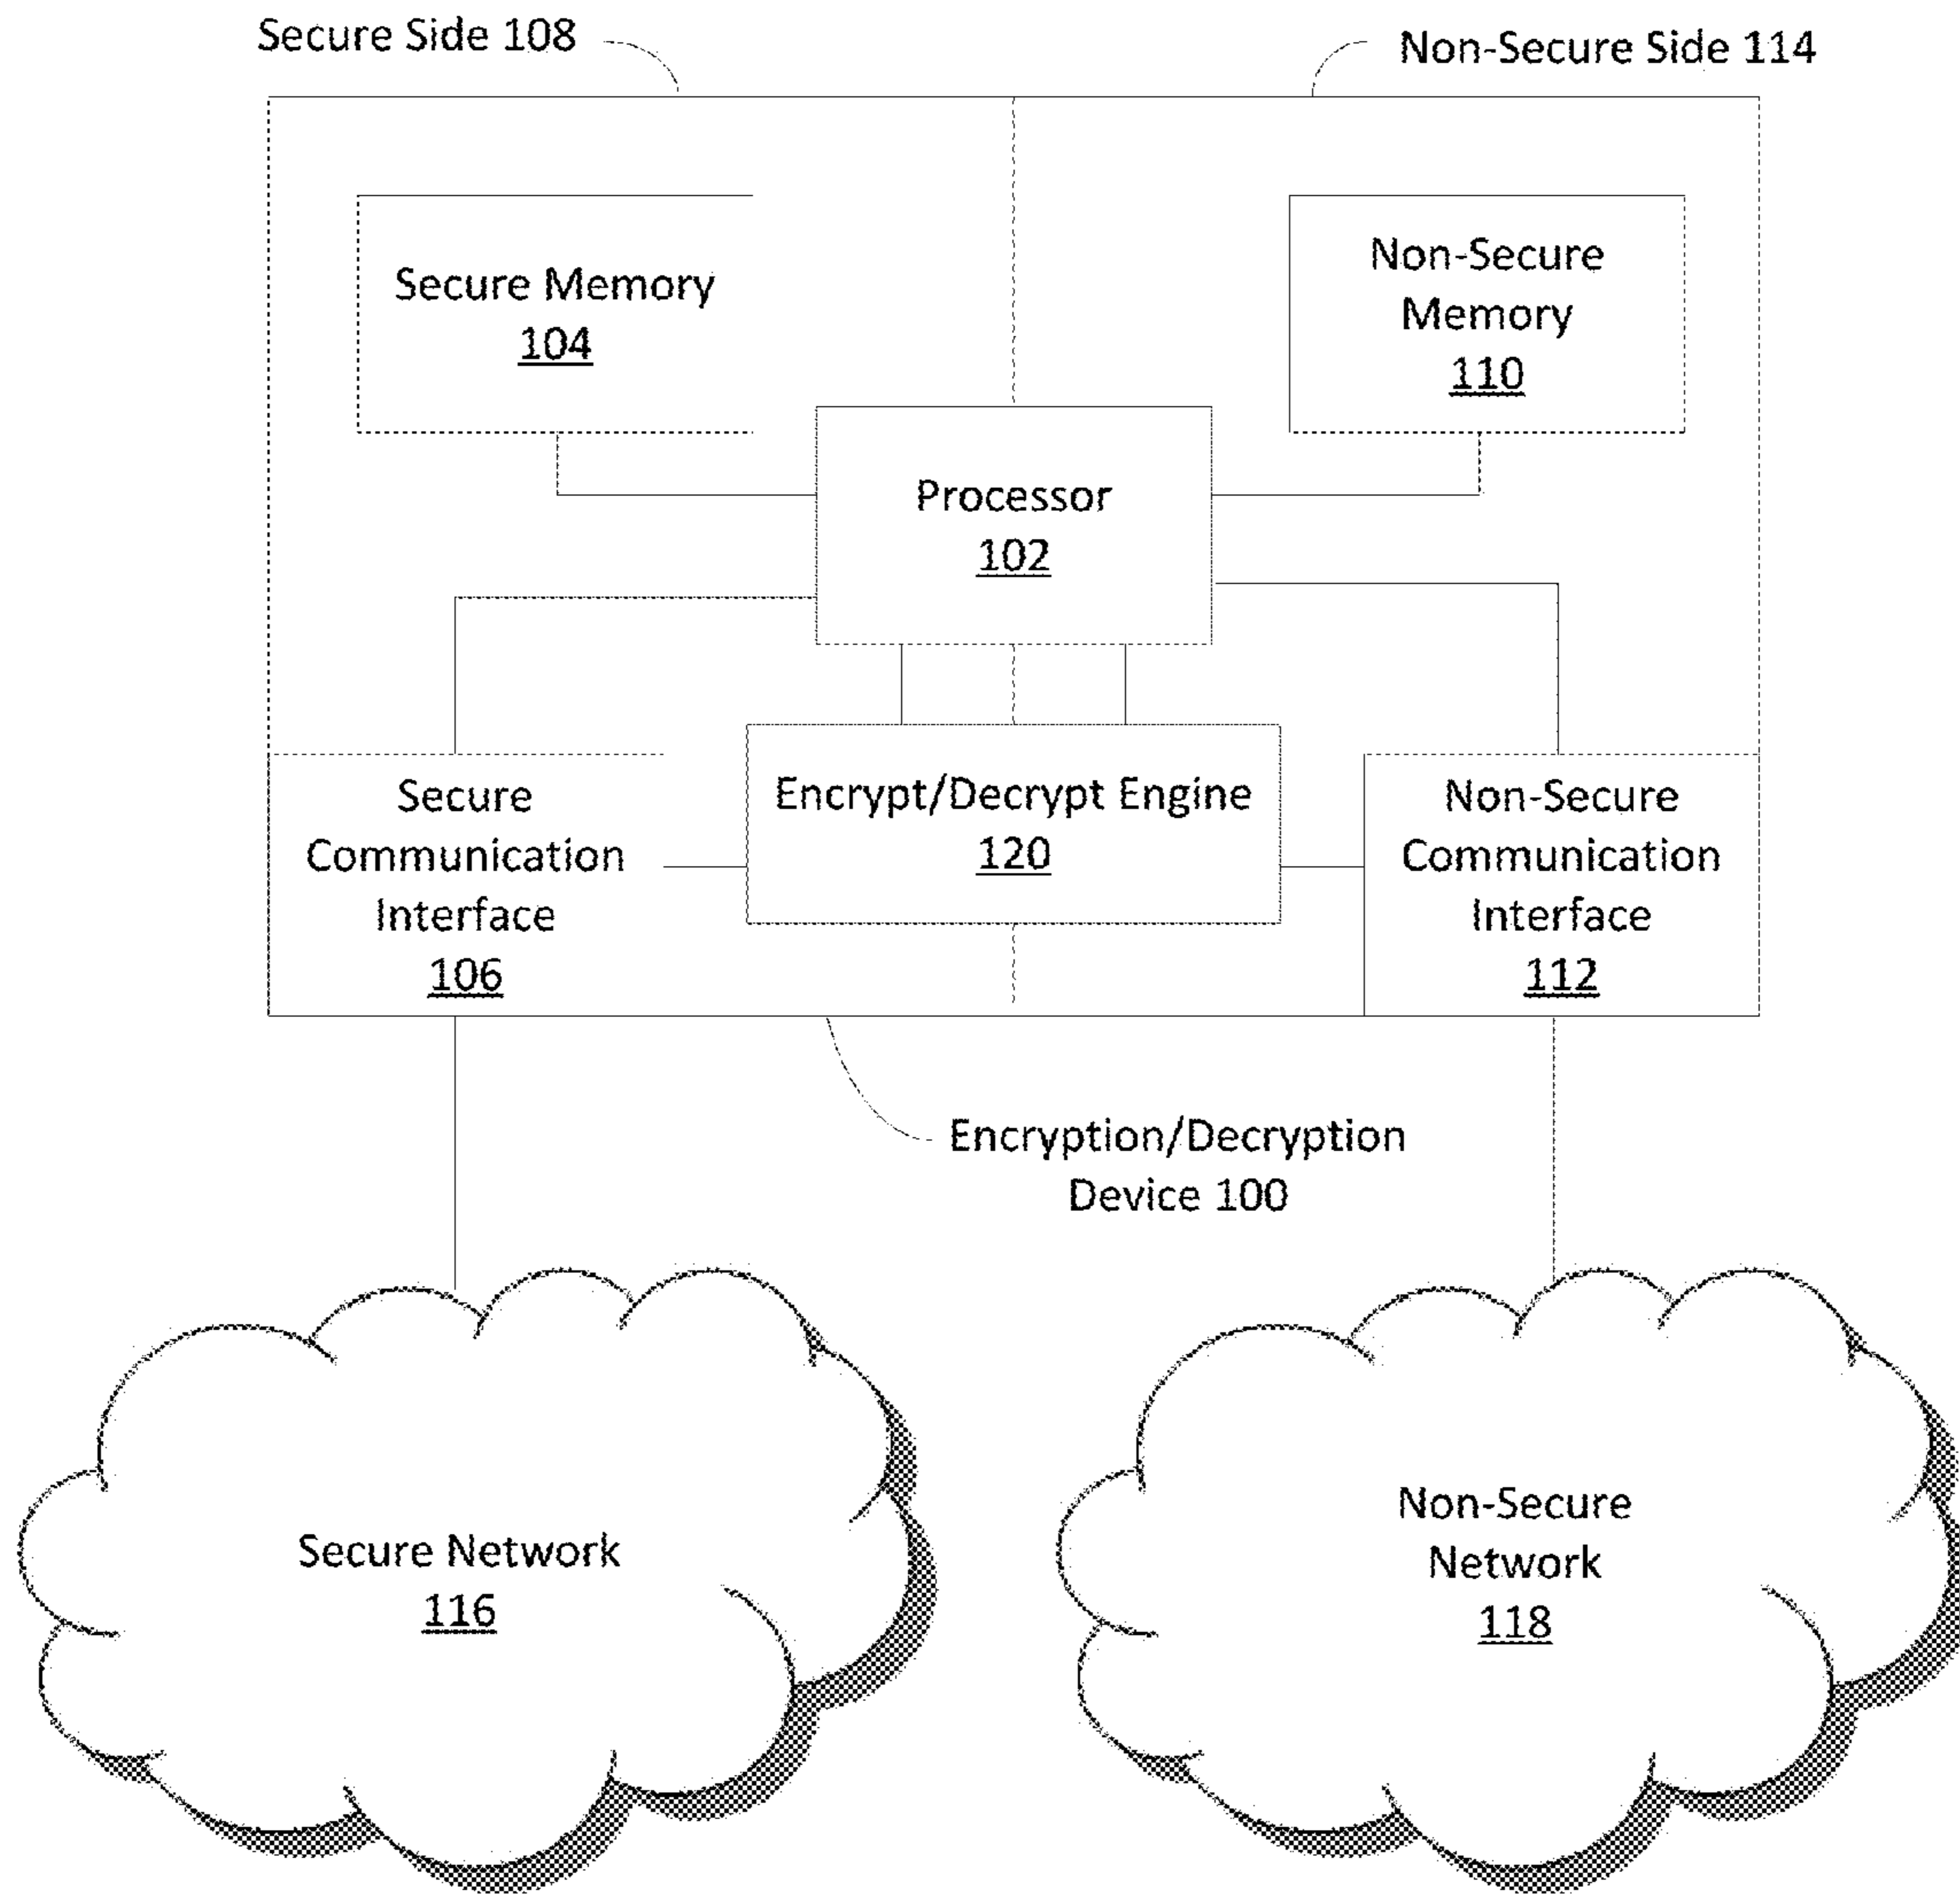 Secure Side 108
Non-Secure Side 114
Secure Memory
104
Non-Secure
Memory
110
Processor
102
Secure
Communication
Interface
106
Encrypt/Decrypt Engine
120
Non-Secure
Communication
Interface
112
Encryption/Decryption
Device 100
Secure Network
116
Non-Secure
Network
118